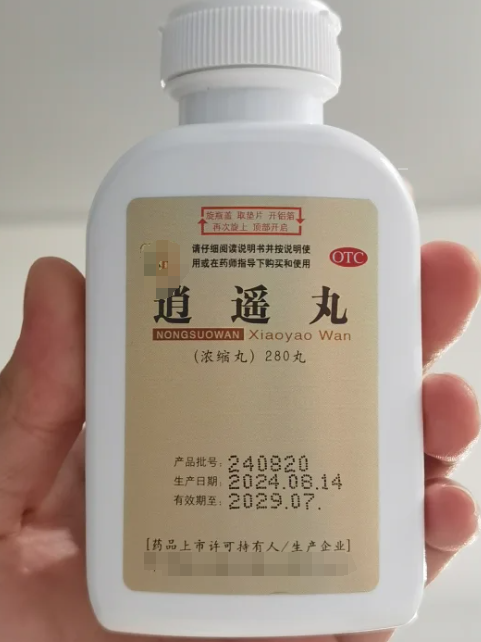 旋瓶盖 取垫片 开铝箔
再次旋上 顶部开启
请仔细阅读说明书并按说明使
用或在药师指导下购买和使用
OTC
逍遥丸
NONGSUOWAN Xiaoyao Wan
(浓缩丸) 280丸
产品批号: 240820
生产日期: 2024.08.14
有效期至: 2029.07.
[药品上市许可持有人/生产企业]